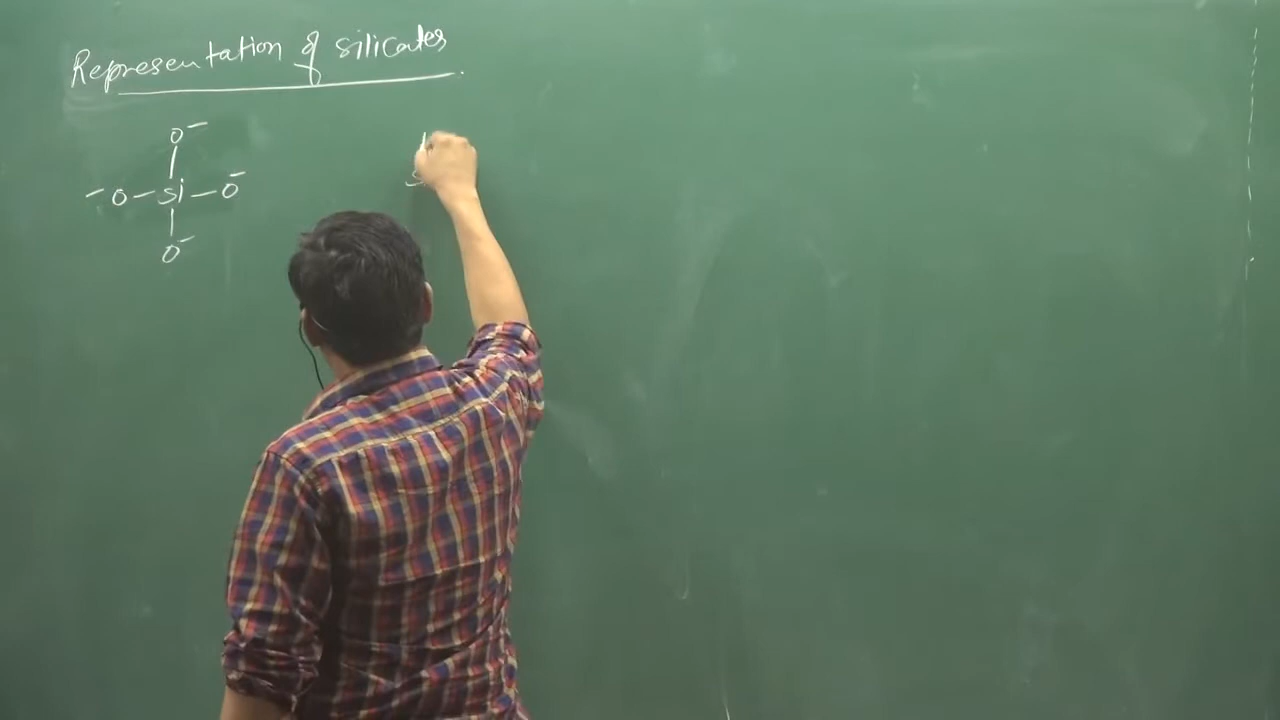 Representation of silicates
O⁻
⁻O-Si-O⁻
O⁻
S